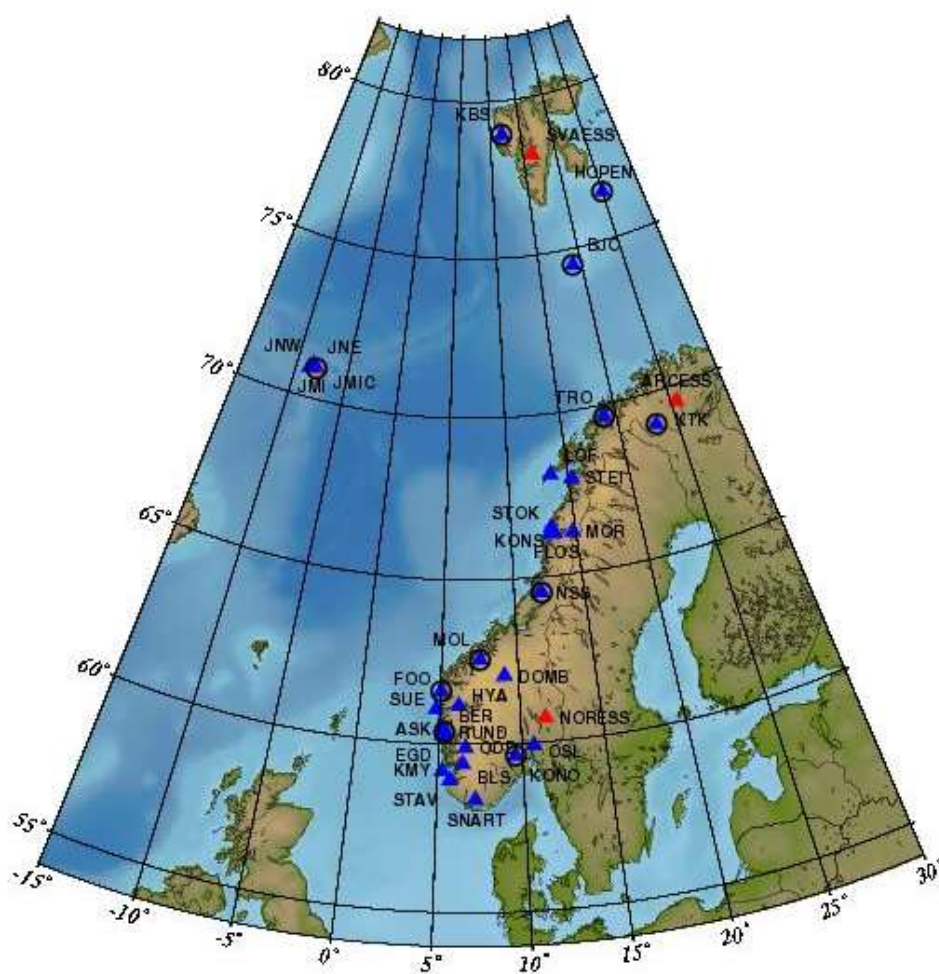 80°
KBS
SVAESS
HOPEN
75°
BJO
JNW JNE
70°
JMI JMIC
ARCESS
TRO
KTK
LOF
STEI
STOK
65°
KONS
MOR
FLOS
NSS
MOL
60°
FOO
DOMB
SUE
HYA
BER
NORESS
ASK
RUND
ODD
EGD
OSL
KMY
BLS
KONO
STAV
SNART
55°
-15°
-10°
-5°
0°
5°
10°
15°
20°
25°
30°